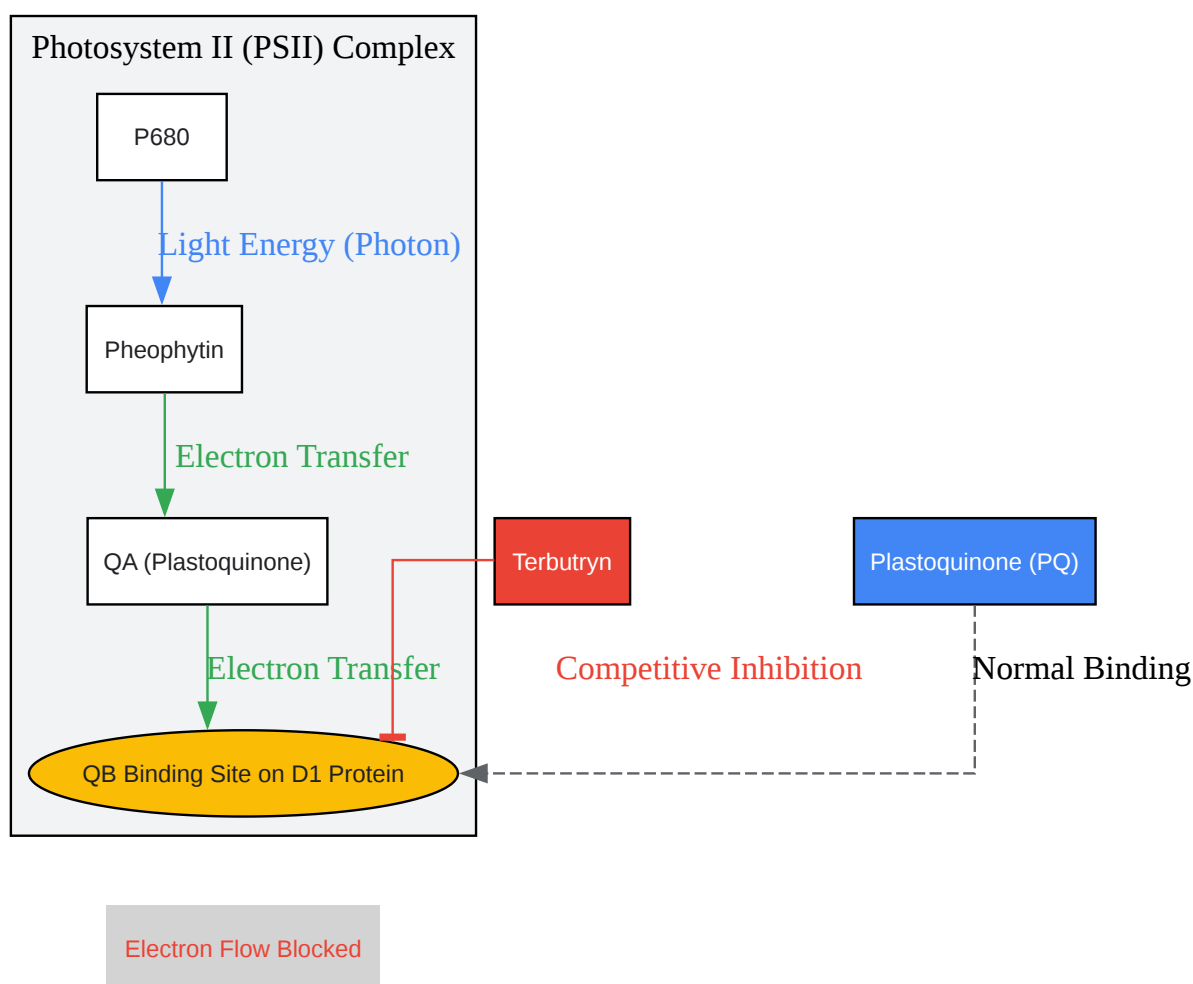 Photosystem II (PSII) Complex
P680
Light Energy (Photon)
Pheophytin
Electron Transfer
QA (Plastoquinone)
Terbutryn
Plastoquinone (PQ)
Electron Transfer
Competitive Inhibition
Normal Binding
QB Binding Site on D1 Protein
Electron Flow Blocked